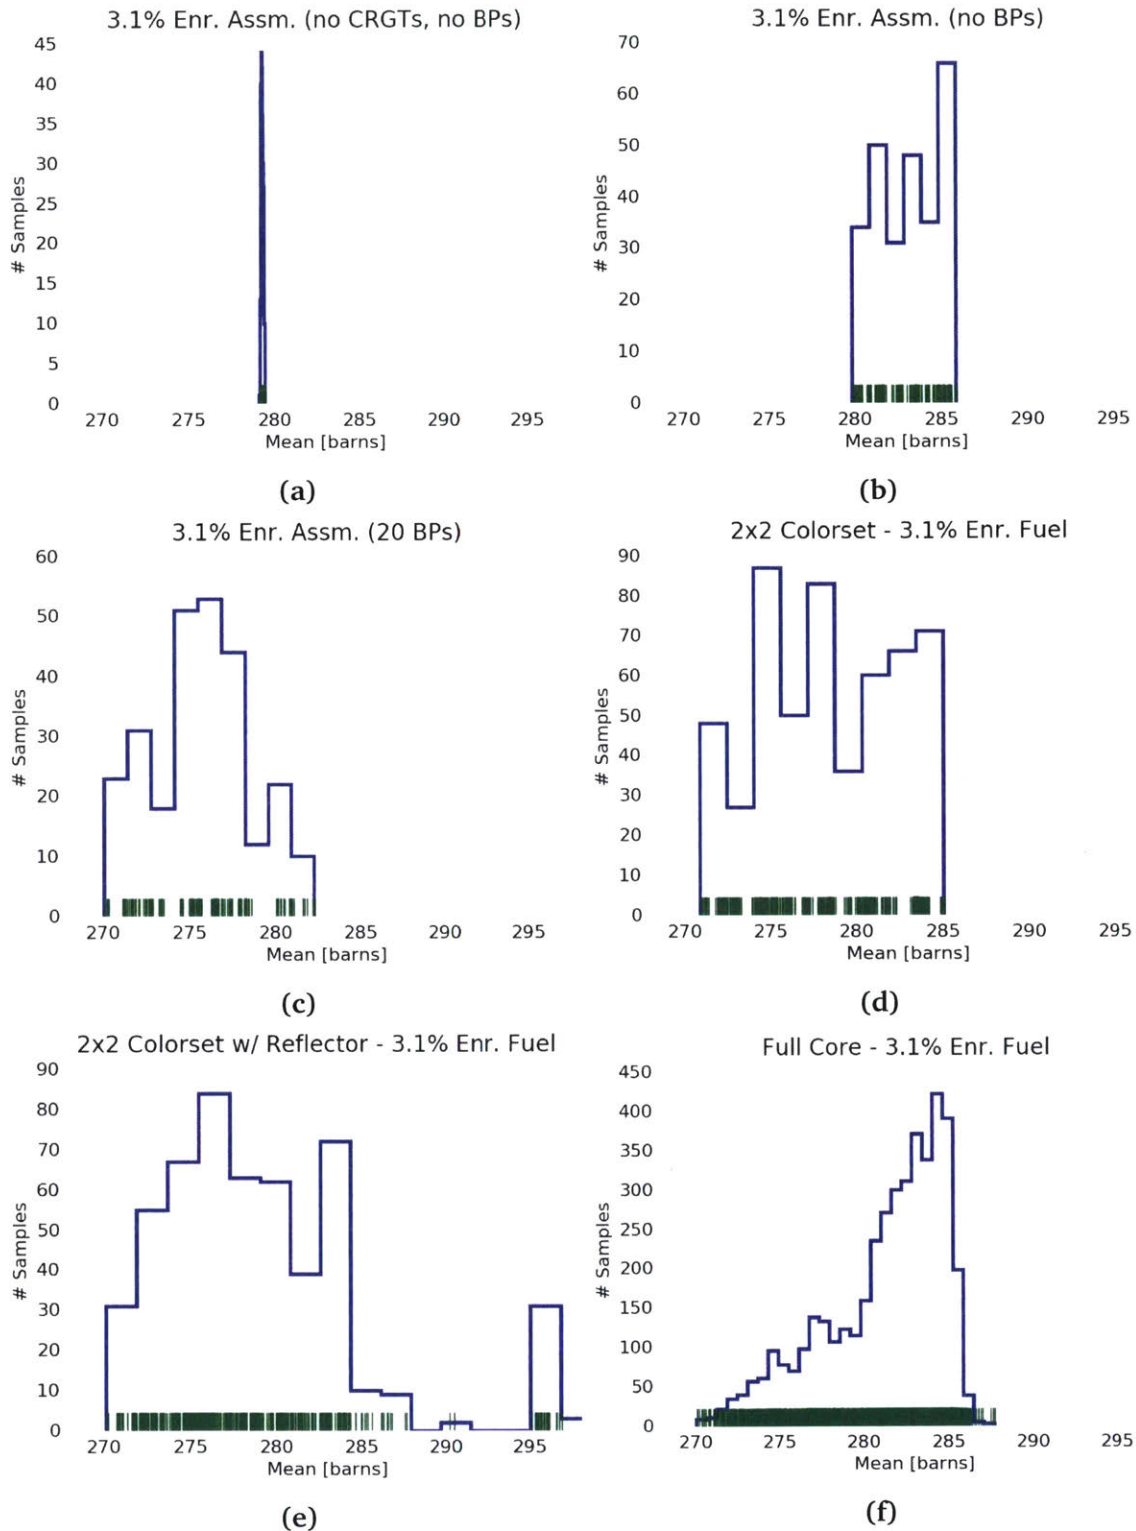 3.1% Enr. Assm. (no CRGTs, no BPs)
45
40
35
30
25
20
15
10
5
0
# Samples
270 275 280 285 290 295
Mean [barns]
(a)
3.1% Enr. Assm. (no BPs)
70
60
50
40
30
20
10
0
# Samples
270 275 280 285 290 295
Mean [barns]
(b)
3.1% Enr. Assm. (20 BPs)
60
50
40
30
20
10
0
# Samples
270 275 280 285 290 295
Mean [barns]
(c)
2x2 Colorset - 3.1% Enr. Fuel
90
80
70
60
50
40
30
20
10
0
# Samples
270 275 280 285 290 295
Mean [barns]
(d)
2x2 Colorset w/ Reflector - 3.1% Enr. Fuel
90
80
70
60
50
40
30
20
10
0
# Samples
270 275 280 285 290 295
Mean [barns]
(e)
Full Core - 3.1% Enr. Fuel
450
400
350
300
250
200
150
100
50
0
# Samples
270 275 280 285 290 295
Mean [barns]
(f)